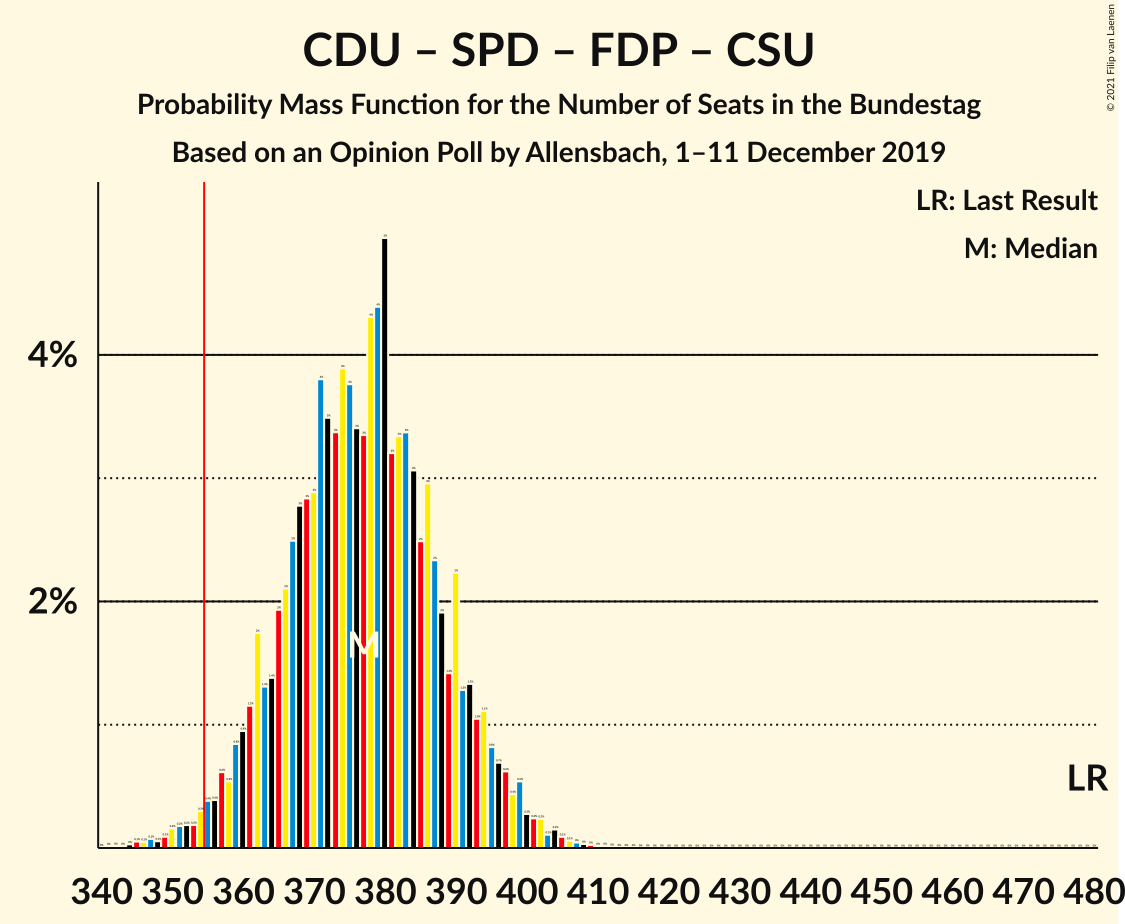 CDU – SPD – FDP – CSU
Probability Mass Function for the Number of Seats in the Bundestag
Based on an Opinion Poll by Allensbach, 1–11 December 2019
© 2021 Filip van Laenen
LR: Last Result
M: Median
4%
2%
M
LR
340 350 360 370 380 390 400 410 420 430 440 450 460 470 480